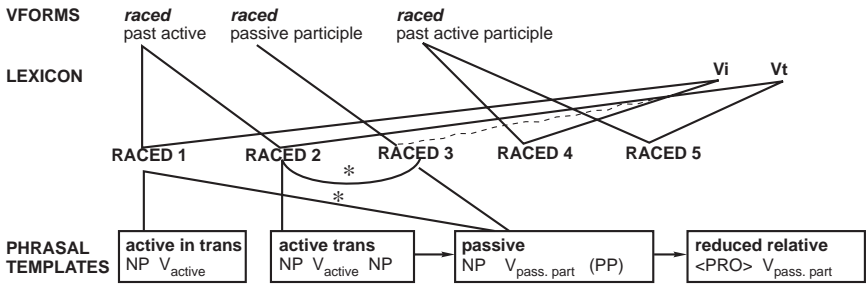 VFORMS raced raced raced
past active passive participle past active participle
LEXICON Vi Vt
RACED 1 RACED 2 RACED 3 RACED 4 RACED 5
*
*
PHRASAL active in trans active trans passive reduced relative
TEMPLATES NP Vactive NP Vactive NP NP Vpass. part (PP) <PRO> Vpass. part